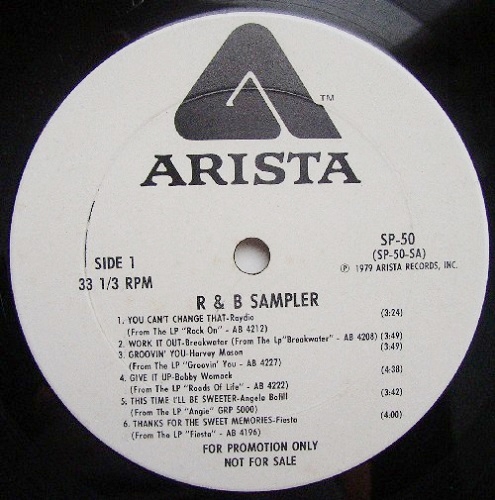 TM
ARISTA
SP-50
SIDE 1
(SP-50-SA)
33 1/3 RPM
℗ 1979 ARISTA RECORDS, INC.
R & B SAMPLER
1. YOU CAN'T CHANGE THAT-Raydio (3:24)
(From The LP "Rock On" - AB 4212)
2. WORK IT OUT-Breakwater (From The LP"Breakwater" - AB 4208) (3:49)
3. GROOVIN' YOU-Harvey Mason (3:49)
(From The LP "Groovin' You - AB 4227)
4. GIVE IT UP-Bobby Womack (4:38)
(From The LP "Roads Of Life" - AB 4222)
5. THIS TIME I'LL BE SWEETER-Angela Bofill (3:42)
(From The LP "Angie" GRP 5000)
6. THANKS FOR THE SWEET MEMORIES-Fiesta (4:00)
(From The LP "Fiesta" - AB 4196)
FOR PROMOTION ONLY
NOT FOR SALE